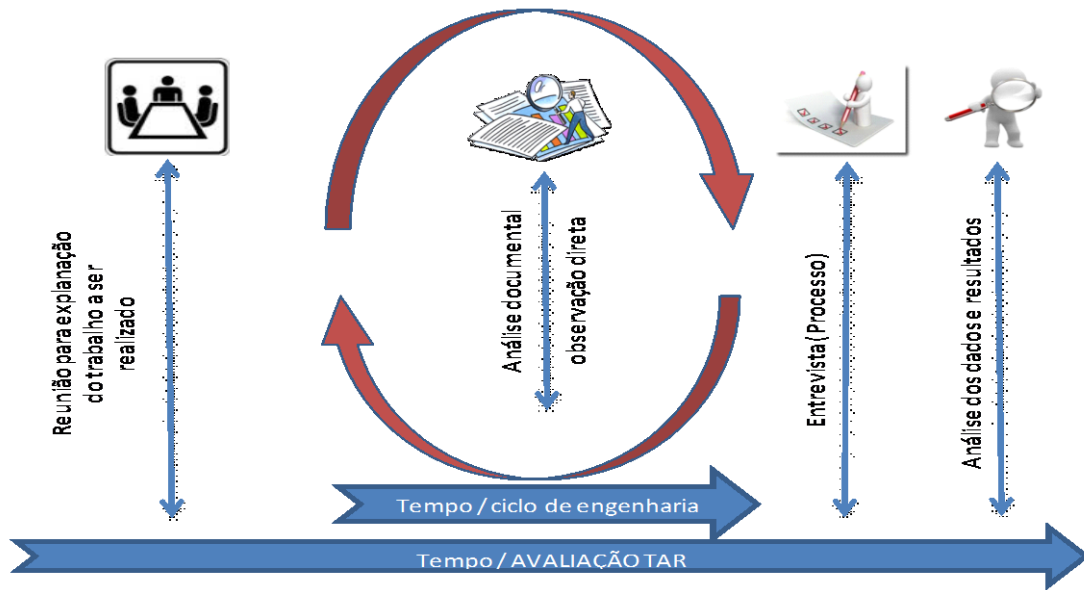 Reunião para explanação
do trabalho a ser
realizado
Análise documental
observação direta
Entrevista(Processo)
Análise dos dados e resultados
Tempo / ciclo de engenharia
Tempo / AVALIAÇÃO TAR